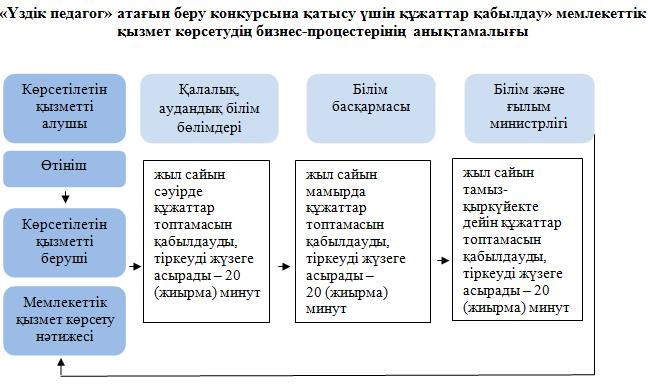 «Үздік педагог» атағын беру конкурсына қатысу үшін құжаттар қабылдау» мемлекеттік
қызмет көрсетудің бизнес-процестерінің анықтамалығы
Көрсетілетін
қызметті
алушы
Қалалық,
аудандық білім
бөлімдері
Білім
басқармасы
Білім және
ғылым
министрлігі
Өтініш
Көрсетілетін
қызметті
беруші
Мемлекеттік
қызмет көрсету
нәтижесі
жыл сайын
сәуірде
құжаттар
топтамасын
қабылдауды,
тіркеуді жүзеге
асырады – 20
(жиырма) минут
жыл сайын
мамырда
құжаттар
топтамасын
қабылдауды,
тіркеуді жүзеге
асырады –
20 (жиырма)
минут
жыл сайын
тамыз-
қыркүйекте
дейін құжаттар
топтамасын
қабылдауды,
тіркеуді жүзеге
асырады – 20
(жиырма) минут